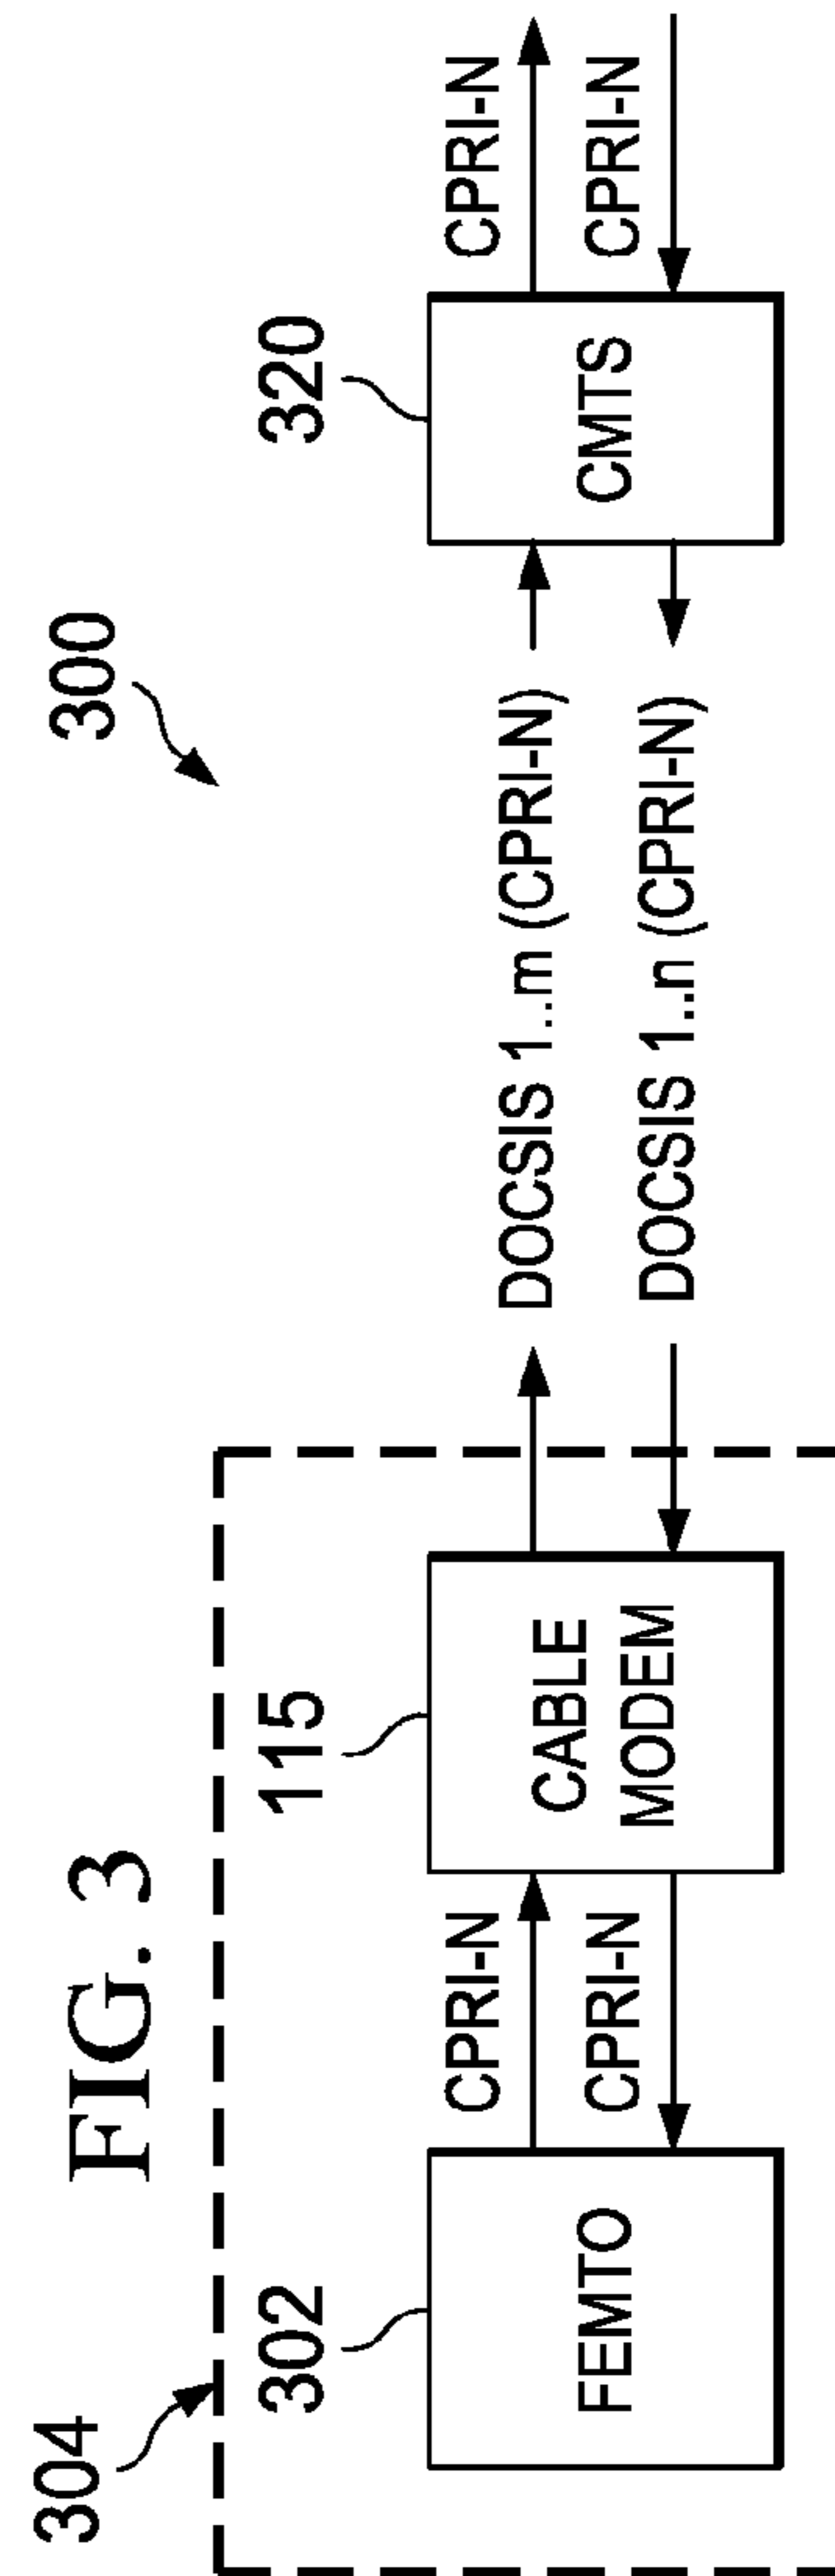 FIG. 3
304
300
302
115
320
FEMTO
CPRI-N
CPRI-N
CABLE
MODEM
DOCSIS 1..m (CPRI-N)
DOCSIS 1..n (CPRI-N)
CMTS
CPRI-N
CPRI-N